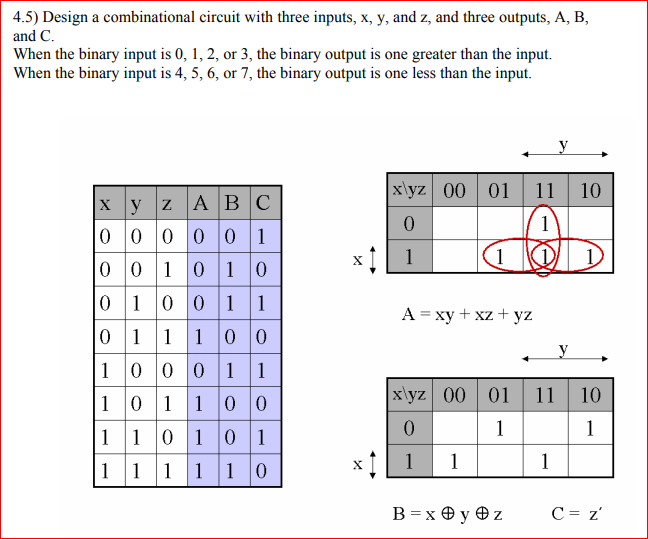 4.5) Design a combinational circuit with three inputs, x, y, and z, and three outputs, A, B,
and C.
When the binary input is 0, 1, 2, or 3, the binary output is one greater than the input.
When the binary input is 4, 5, 6, or 7, the binary output is one less than the input.
x y z A B C
0 0 0 0 0 1
0 0 1 0 1 0
0 1 0 0 1 1
0 1 1 1 0 0
1 0 0 0 1 1
1 0 1 1 0 0
1 1 0 1 0 1
1 1 1 1 1 0
y
x\yz 00 01 11 10
0 1
x 1 1 1 1
A = xy + xz + yz
y
x\yz 00 01 11 10
0 1 1
x 1 1 1
B = x ⊕ y ⊕ z C = z′